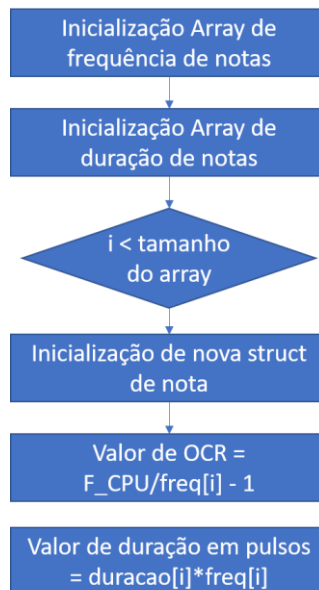 Inicialização Array de
frequência de notas
Inicialização Array de
duração de notas
i < tamanho
do array
Inicialização de nova struct
de nota
Valor de OCR =
F_CPU/freq[i] - 1
Valor de duração em pulsos
= duracao[i]*freq[i]